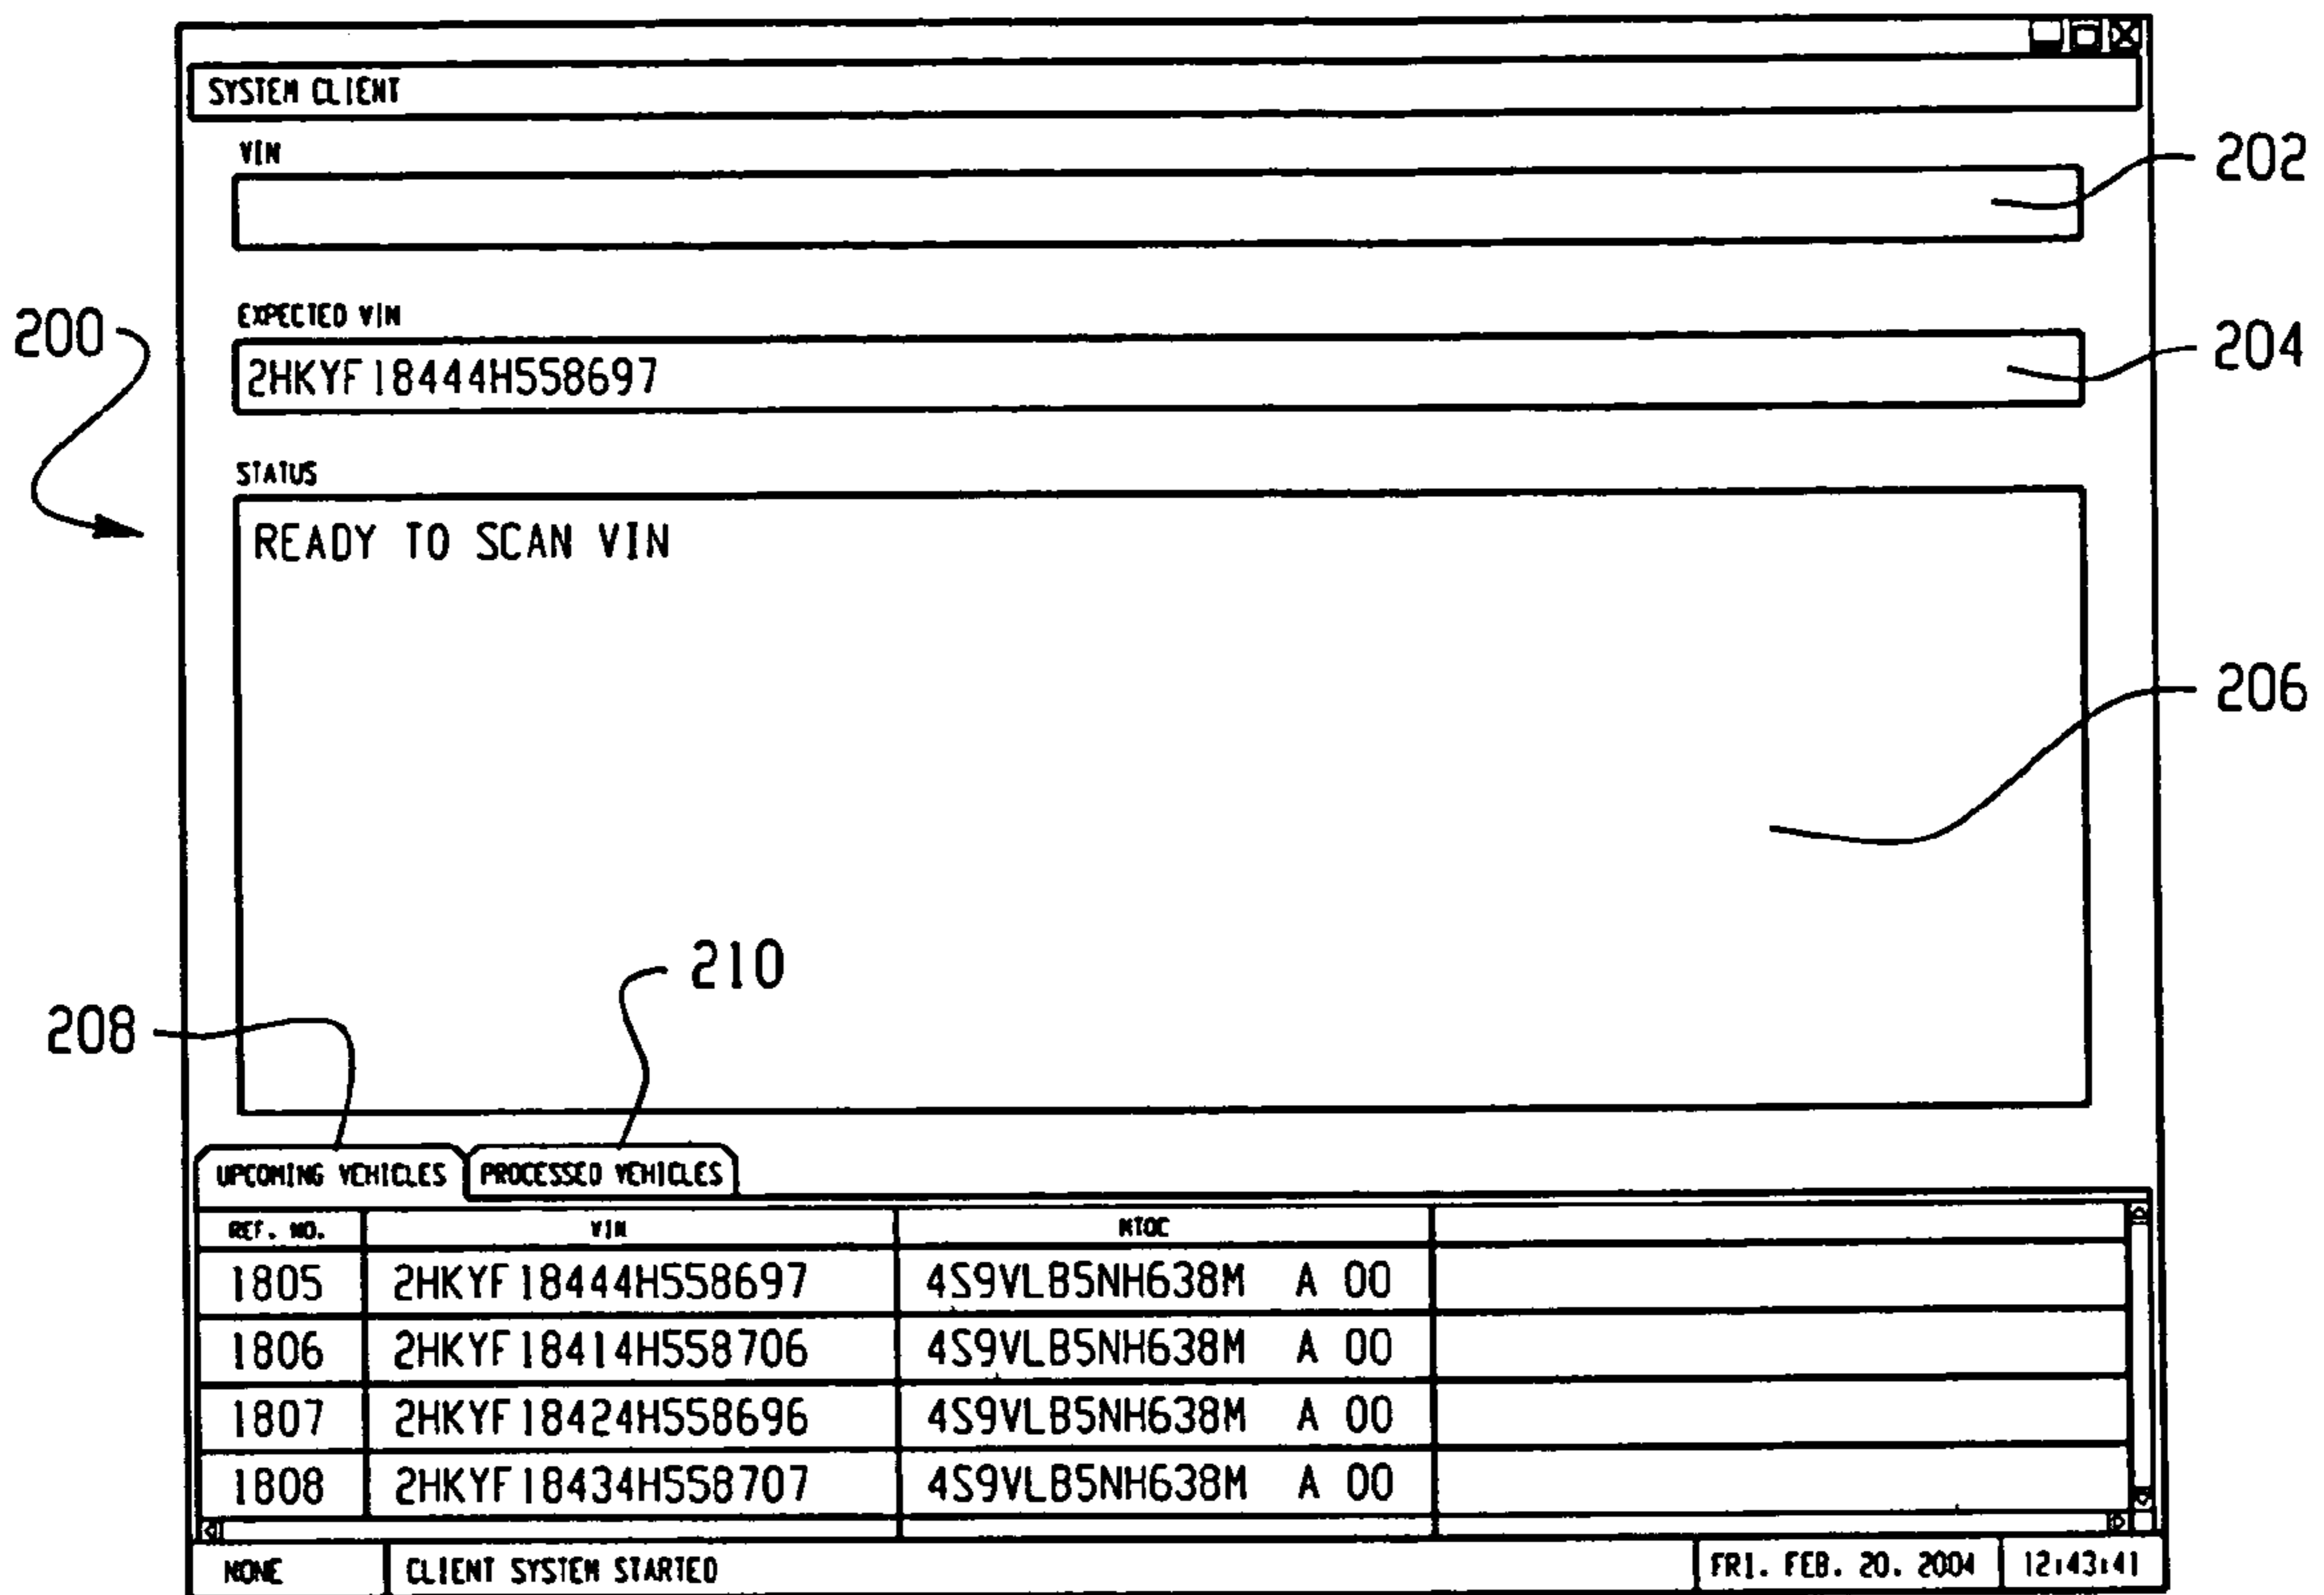 SYSTEM CLIENT
VIN
202
EXPECTED VIN
200
2HKYF18444H558697
204
STATUS
READY TO SCAN VIN
206
210
208
UPCOMING VEHICLES PROCESSED VEHICLES
REF. NO. VIN MTOC
1805 2HKYF18444H558697 4S9VLB5NH638M A 00
1806 2HKYF18414H558706 4S9VLB5NH638M A 00
1807 2HKYF18424H558696 4S9VLB5NH638M A 00
1808 2HKYF18434H558707 4S9VLB5NH638M A 00
NONE CLIENT SYSTEM STARTED FRI. FEB. 20. 2004 12:43:41